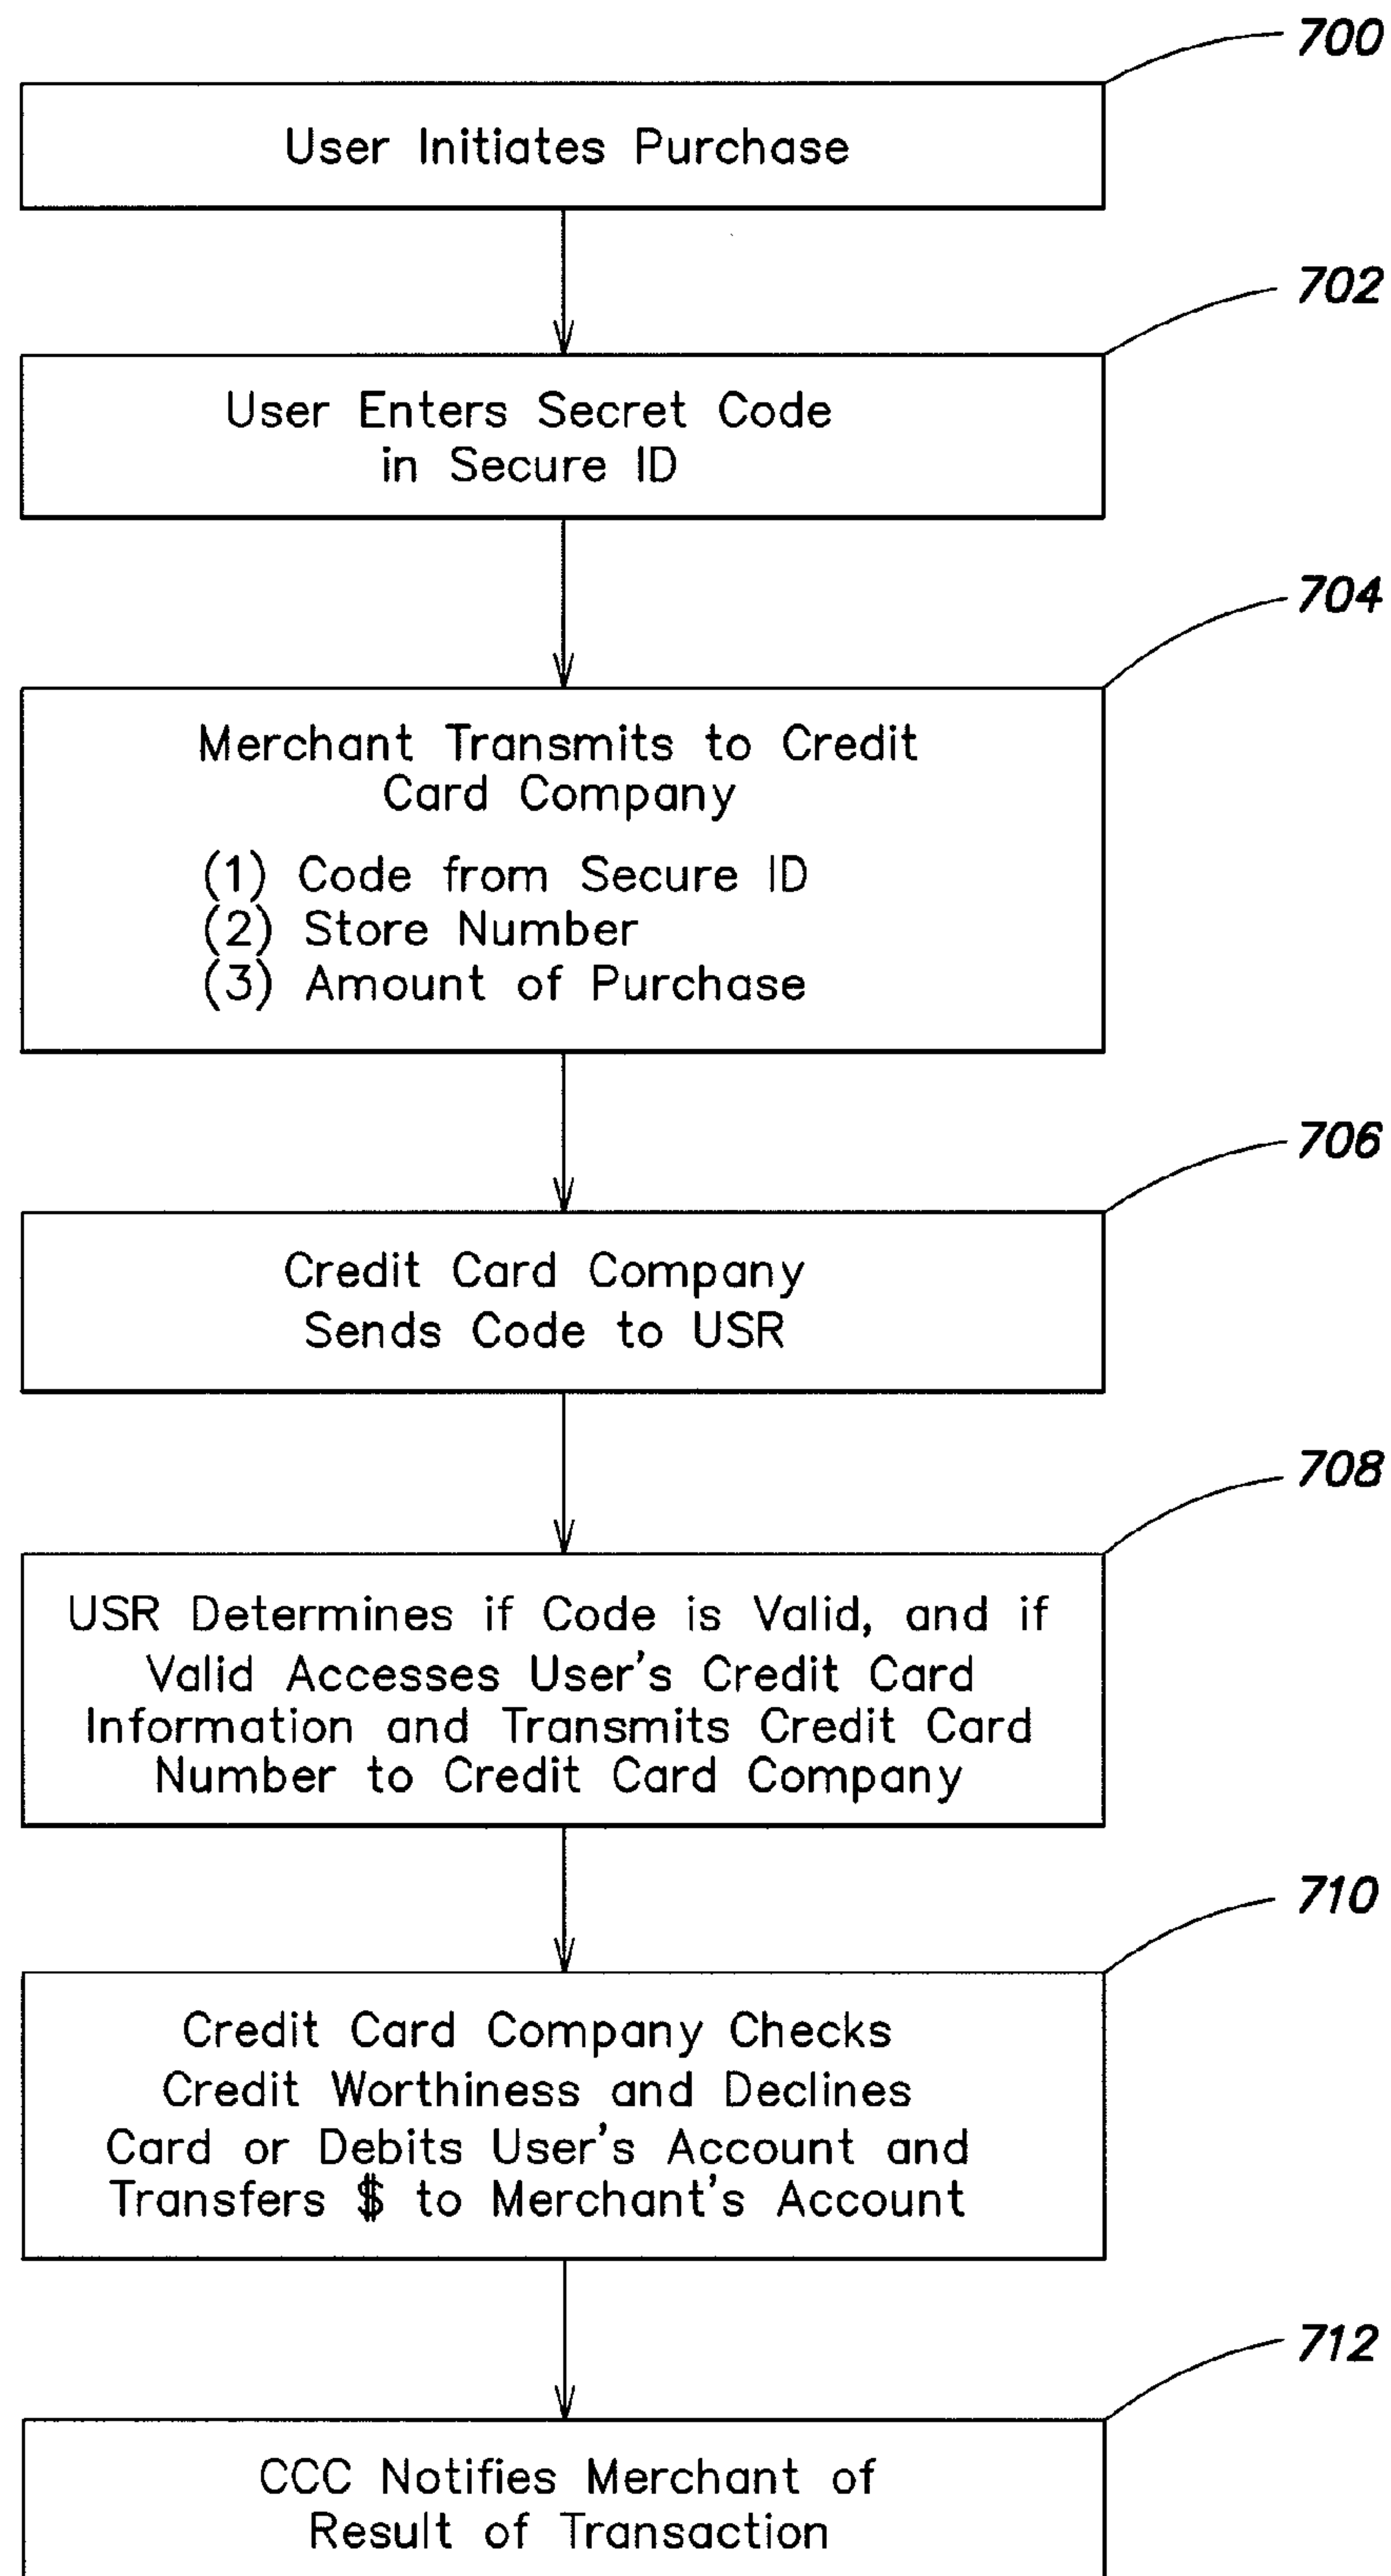 700
User Initiates Purchase
702
User Enters Secret Code
in Secure ID
704
Merchant Transmits to Credit
Card Company
(1) Code from Secure ID
(2) Store Number
(3) Amount of Purchase
706
Credit Card Company
Sends Code to USR
708
USR Determines if Code is Valid, and if
Valid Accesses User's Credit Card
Information and Transmits Credit Card
Number to Credit Card Company
710
Credit Card Company Checks
Credit Worthiness and Declines
Card or Debits User's Account and
Transfers $ to Merchant's Account
712
CCC Notifies Merchant of
Result of Transaction